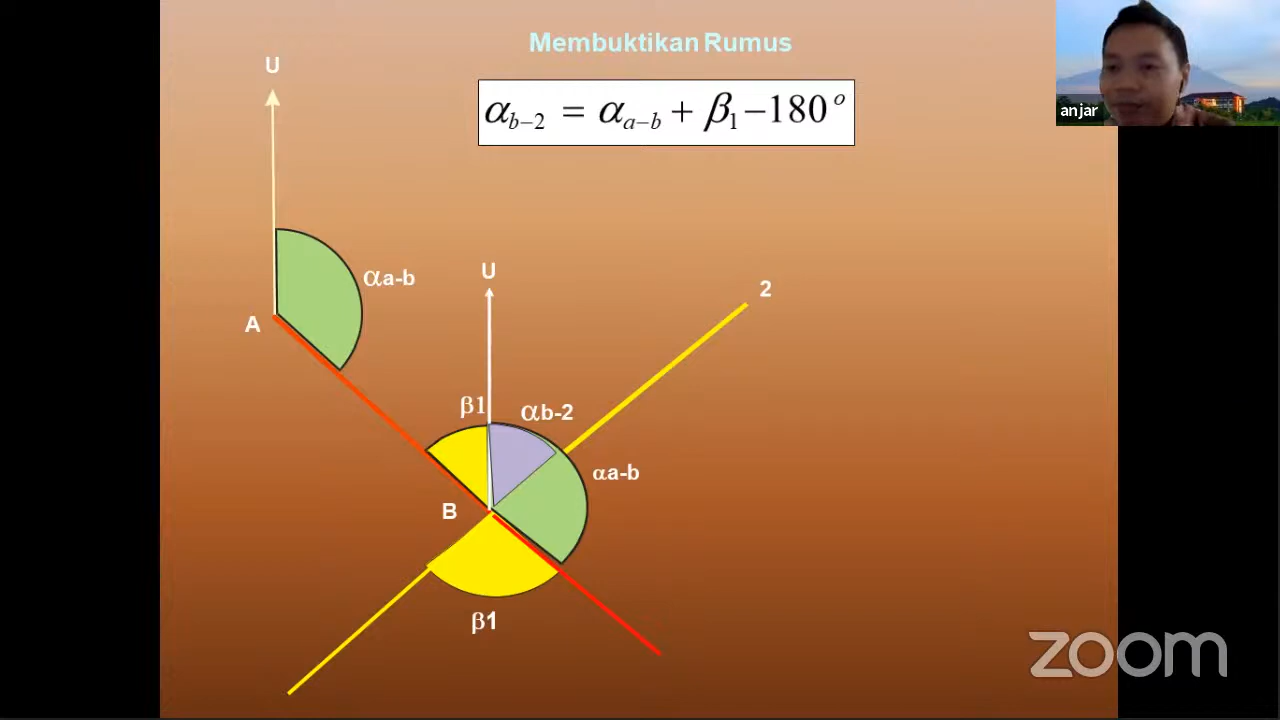 Membuktikan Rumus
anjar
U
α_{b-2} = α_{a-b} + β_1 - 180°
αa-b
U
2
A
β1
αb-2
αa-b
B
β1
zoom